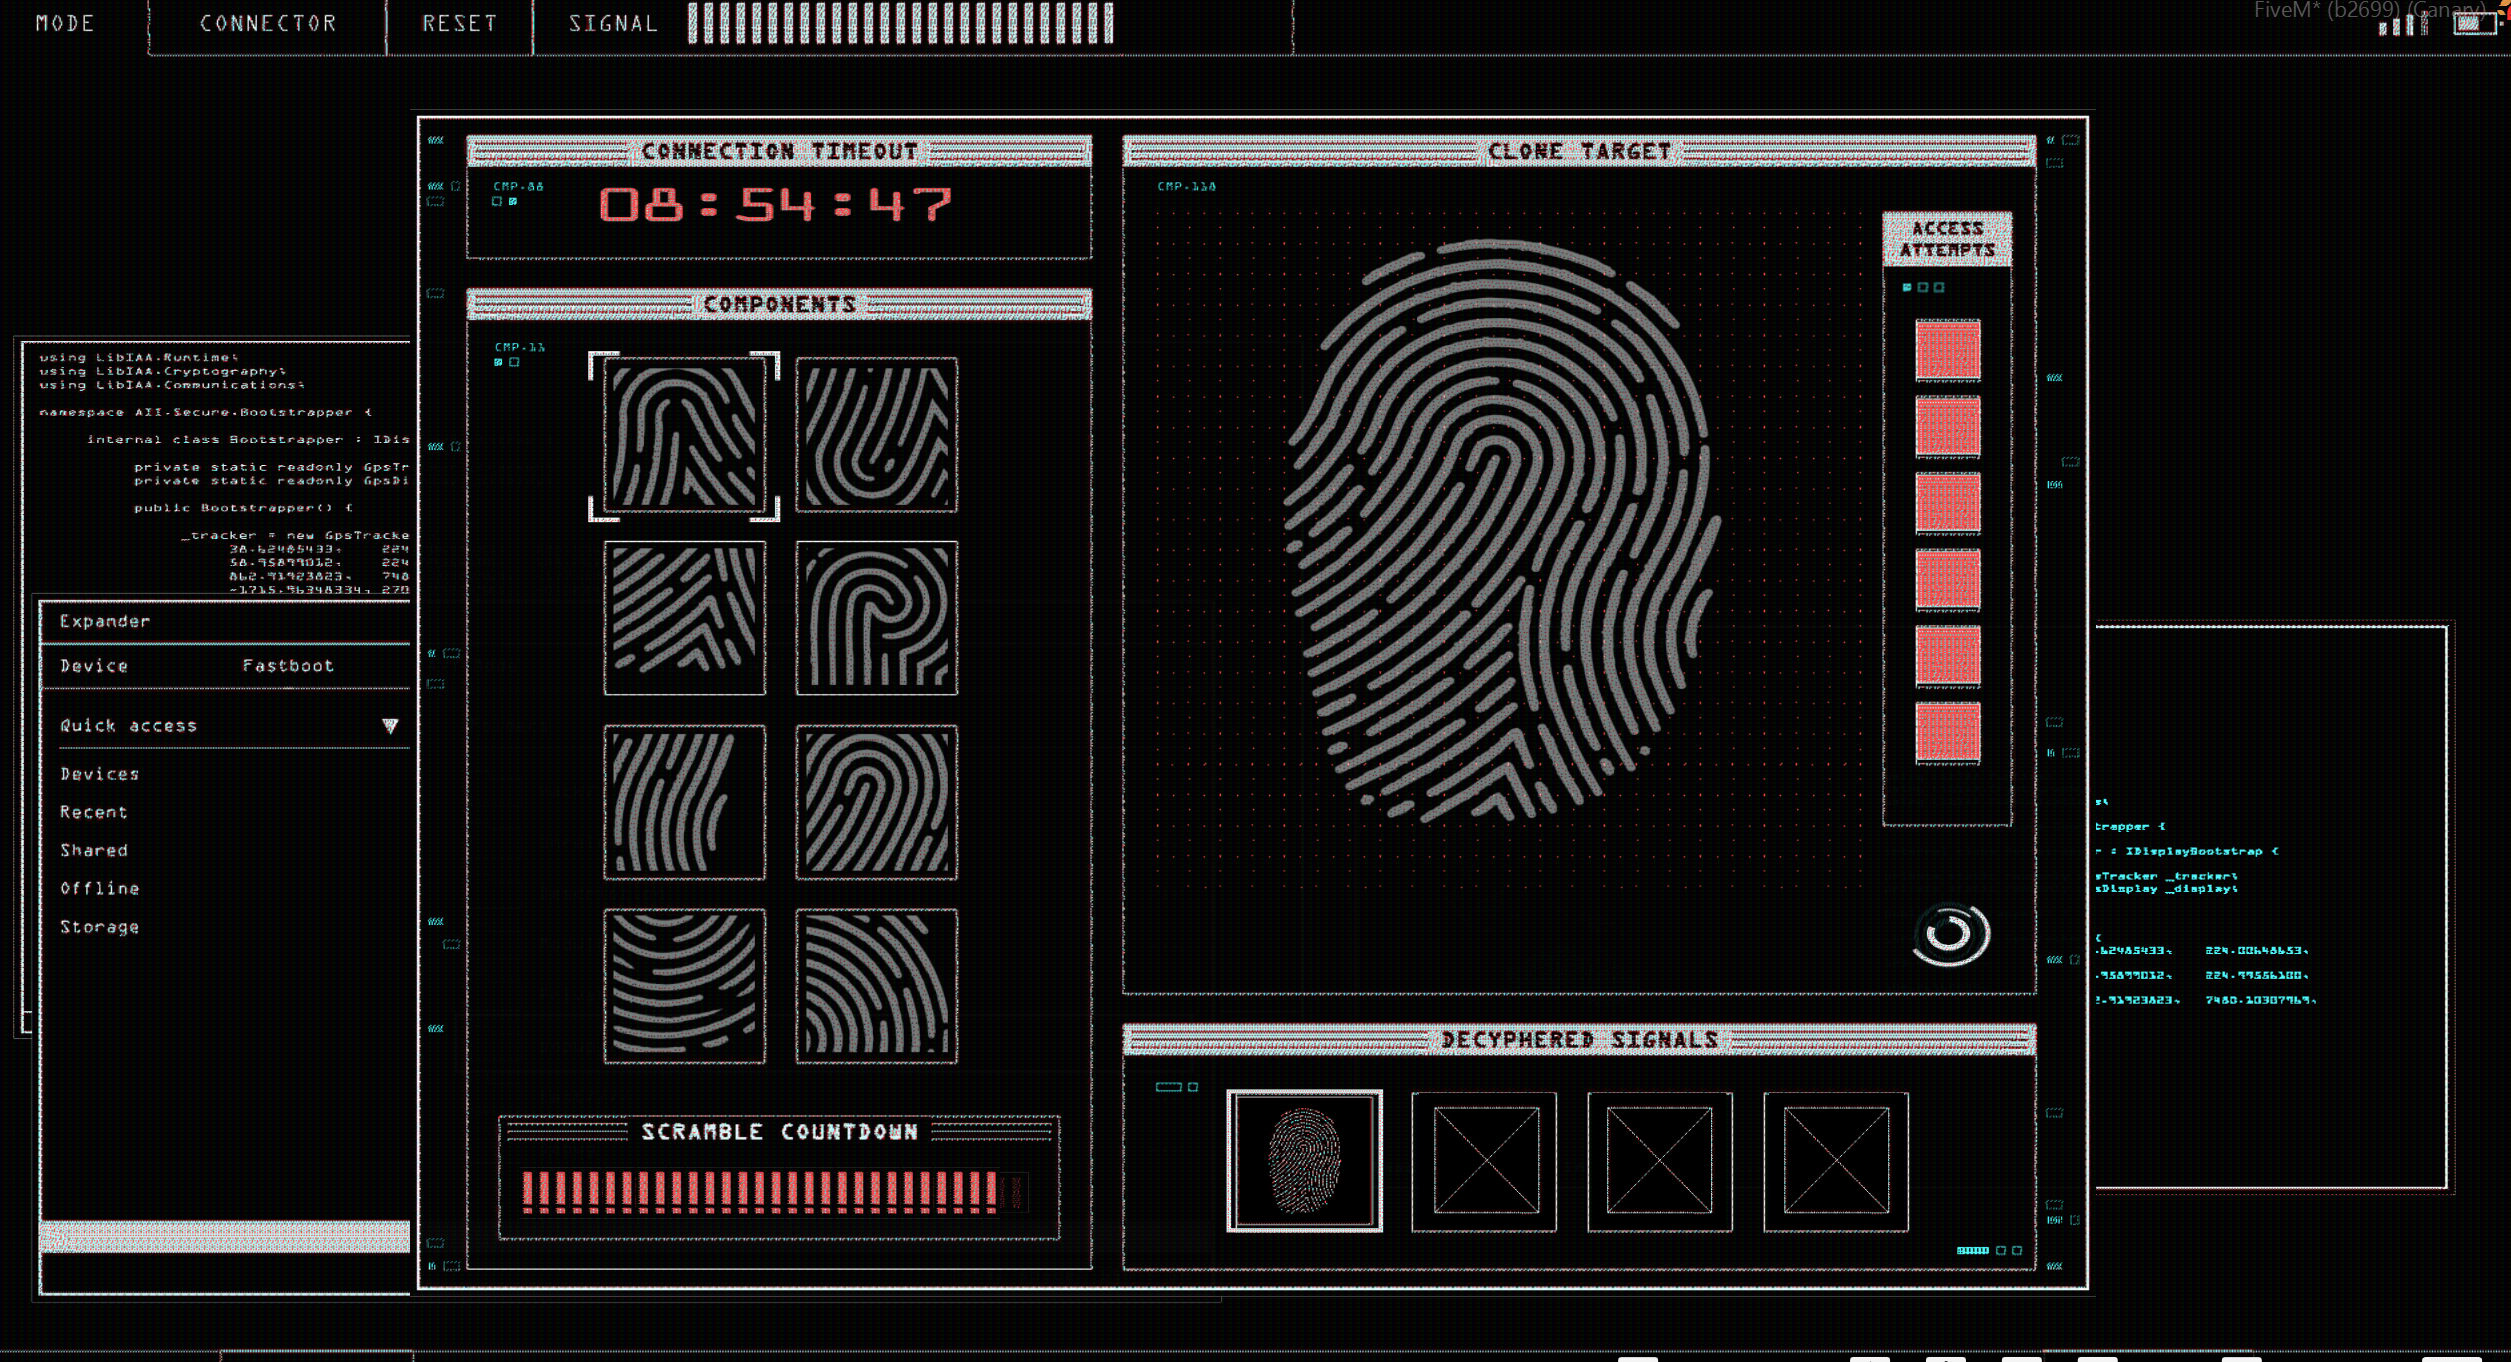 MODE
CONNECTOR
RESET
SIGNAL
FiveM* (b2699) (Canary)
CONNECTION TIMEOUT
CMP-88
08:54:47
COMPONENTS
CMP-11
SCRAMBLE COUNTDOWN
CLONE TARGET
CMP-118
ACCESS
ATTEMPTS
DECYPHERED SIGNALS
using LibIAA.Runtime;
using LibIAA.Cryptography;
using LibIAA.Communications;
namespace AII.Secure.Bootstrapper {
internal class Bootstrapper : IDis
private static readonly GpsTr
private static readonly GpsDi
public Bootstrapper() {
_tracker = new GpsTracke
38.62485433, 224
58.95899012, 224
862.91923823, 748
-1715.96348334, 270
Expander
Device Fastboot
Quick access
Devices
Recent
Shared
Offline
Storage
trapper {
r : IDisplayBootstrap {
sTracker _tracker;
sDisplay _display;
{
.62485433, 224.00648653,
.95899012, 224.99556180,
2.91923823, 7480.10307969,